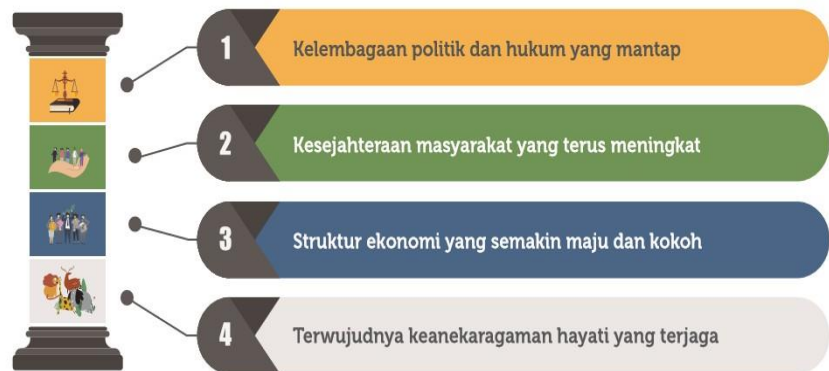 1
Kelembagaan politik dan hukum yang mantap
2
Kesejahteraan masyarakat yang terus meningkat
3
Struktur ekonomi yang semakin maju dan kokoh
4
Terwujudnya keanekaragaman hayati yang terjaga